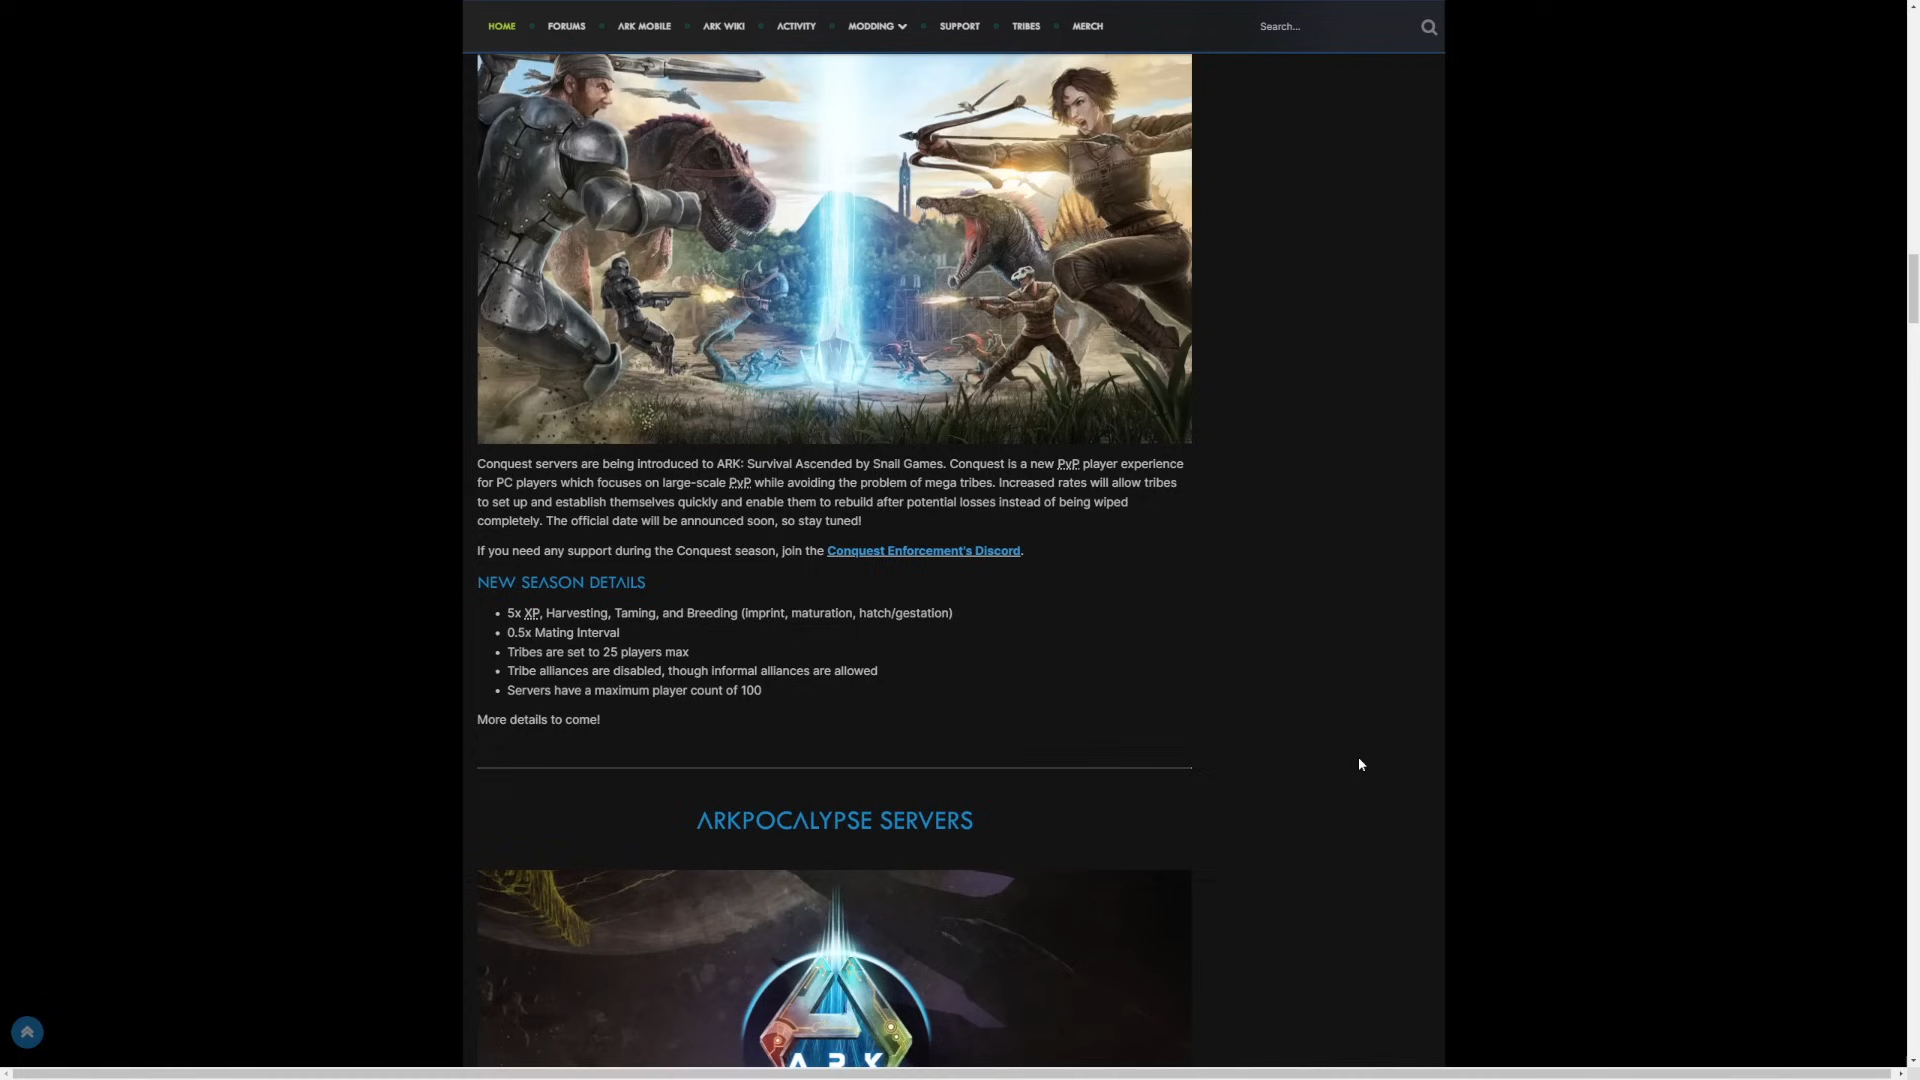 HOME FORUMS ARK MOBILE ARK WIKI ACTIVITY MODDING SUPPORT TRIBES MERCH Search...
Conquest servers are being introduced to ARK: Survival Ascended by Snail Games. Conquest is a new PvP player experience
for PC players which focuses on large-scale PvP while avoiding the problem of mega tribes. Increased rates will allow tribes
to set up and establish themselves quickly and enable them to rebuild after potential losses instead of being wiped
completely. The official date will be announced soon, so stay tuned!
If you need any support during the Conquest season, join the Conquest Enforcement's Discord.
NEW SEASON DETAILS
• 5x XP, Harvesting, Taming, and Breeding (imprint, maturation, hatch/gestation)
• 0.5x Mating Interval
• Tribes are set to 25 players max
• Tribe alliances are disabled, though informal alliances are allowed
• Servers have a maximum player count of 100
More details to come!
ARKPOCALYPSE SERVERS
ARK